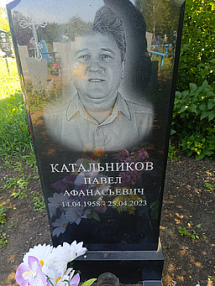 КАТАЛЬНИКОВ
ПАВЕЛ
АФАНАСЬЕВИЧ
14.04.1958 - 25.04.2023